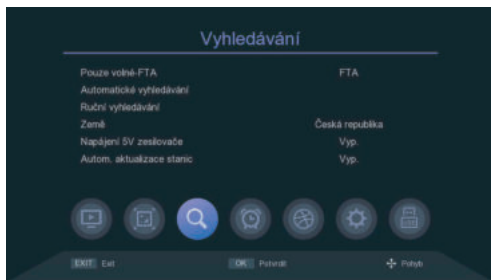 Vyhledávání
Pouze volné-FTA FTA
Automatické vyhledávání
Ruční vyhledávání
Země Česká republika
Napájení 5V zesilovače Vyp.
Autom. aktualizace stanic Vyp.
EXIT Exit OK Potvrdit Pohyb